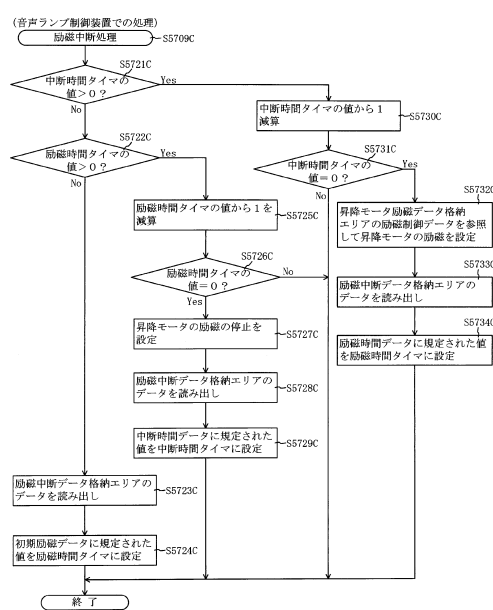 (音声ランプ制御装置での処理)
励磁中断処理
S5709C
S5721C
中断時間タイマの
値>0?
Yes
No
S5722C
励磁時間タイマの
値>0?
Yes
No
中断時間タイマの値から1
減算
S5730C
S5731C
中断時間タイマの
値=0?
Yes
No
励磁時間タイマの値から1を
減算
S5725C
S5726C
励磁時間タイマの
値=0?
No
Yes
S5732C
昇降モータ励磁データ格納
エリアの励磁制御データを参照
して昇降モータの励磁を設定
S5733C
励磁中断データ格納エリアの
データを読み出し
S5734C
励磁時間データに規定された値
を励磁時間タイマに設定
昇降モータの励磁の停止を
設定
S5727C
励磁中断データ格納エリアの
データを読み出し
S5728C
中断時間データに規定された
値を中断時間タイマに設定
S5729C
励磁中断データ格納エリアの
データを読み出し
S5723C
初期励磁データに規定された
値を励磁時間タイマに設定
S5724C
終了